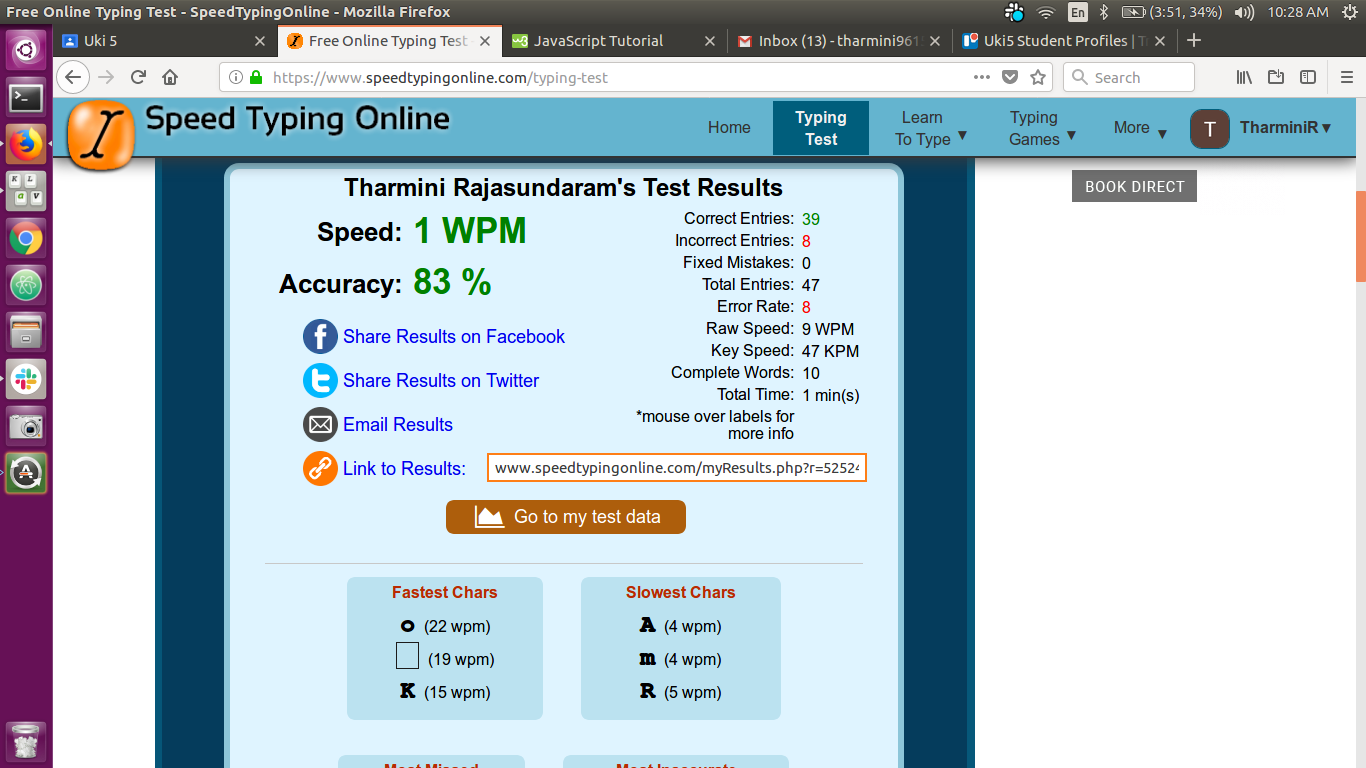 Free Online Typing Test - SpeedTypingOnline - Mozilla Firefox
En (3:51, 34%) 10:28 AM
Uki 5
Free Online Typing Test -
JavaScript Tutorial
Inbox (13) - tharmini961
Uki5 Student Profiles | T
https://www.speedtypingonline.com/typing-test
Search
Speed Typing Online
Home
Typing Test
Learn To Type ▼
Typing Games ▼
More ▼
T
TharminiR ▼
BOOK DIRECT
Tharmini Rajasundaram's Test Results
Speed: 1 WPM
Accuracy: 83 %
Share Results on Facebook
Share Results on Twitter
Email Results
Link to Results: www.speedtypingonline.com/myResults.php?r=52524
Correct Entries: 39
Incorrect Entries: 8
Fixed Mistakes: 0
Total Entries: 47
Error Rate: 8
Raw Speed: 9 WPM
Key Speed: 47 KPM
Complete Words: 10
Total Time: 1 min(s)
*mouse over labels for
more info
Go to my test data
Fastest Chars
o (22 wpm)
(19 wpm)
K (15 wpm)
Slowest Chars
A (4 wpm)
m (4 wpm)
R (5 wpm)
Most Missed
Most Inaccurate